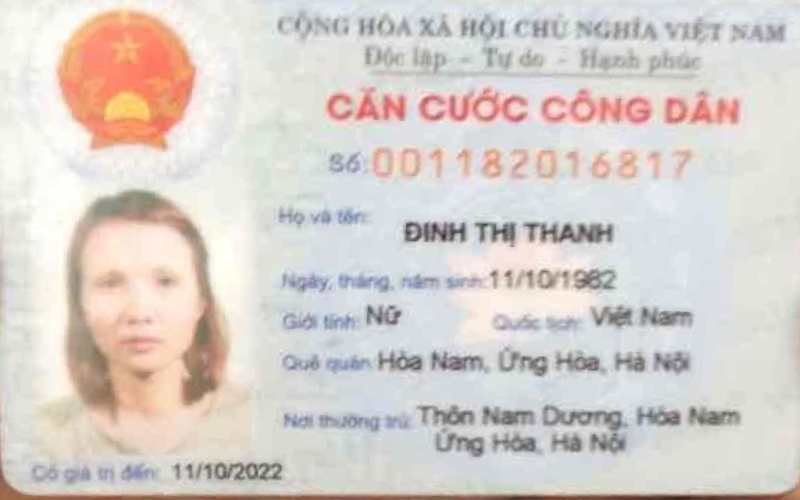 CỘNG HÒA XÃ HỘI CHỦ NGHĨA VIỆT NAM
Độc lập - Tự do - Hạnh phúc
CĂN CƯỚC CÔNG DÂN
Số: 001182016817
Họ và tên:
ĐINH THỊ THANH
Ngày, tháng, năm sinh: 11/10/1982
Giới tính: Nữ Quốc tịch: Việt Nam
Quê quán: Hòa Nam, Ứng Hòa, Hà Nội
Nơi thường trú: Thôn Nam Dương, Hòa Nam
Ứng Hòa, Hà Nội
Có giá trị đến: 11/10/2022